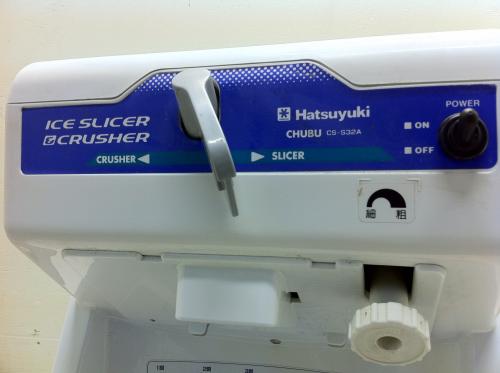 ICE SLICER
& CRUSHER
Hatsuyuki
CHUBU CS-S32A
POWER
ON
OFF
CRUSHER
SLICER
細 粗